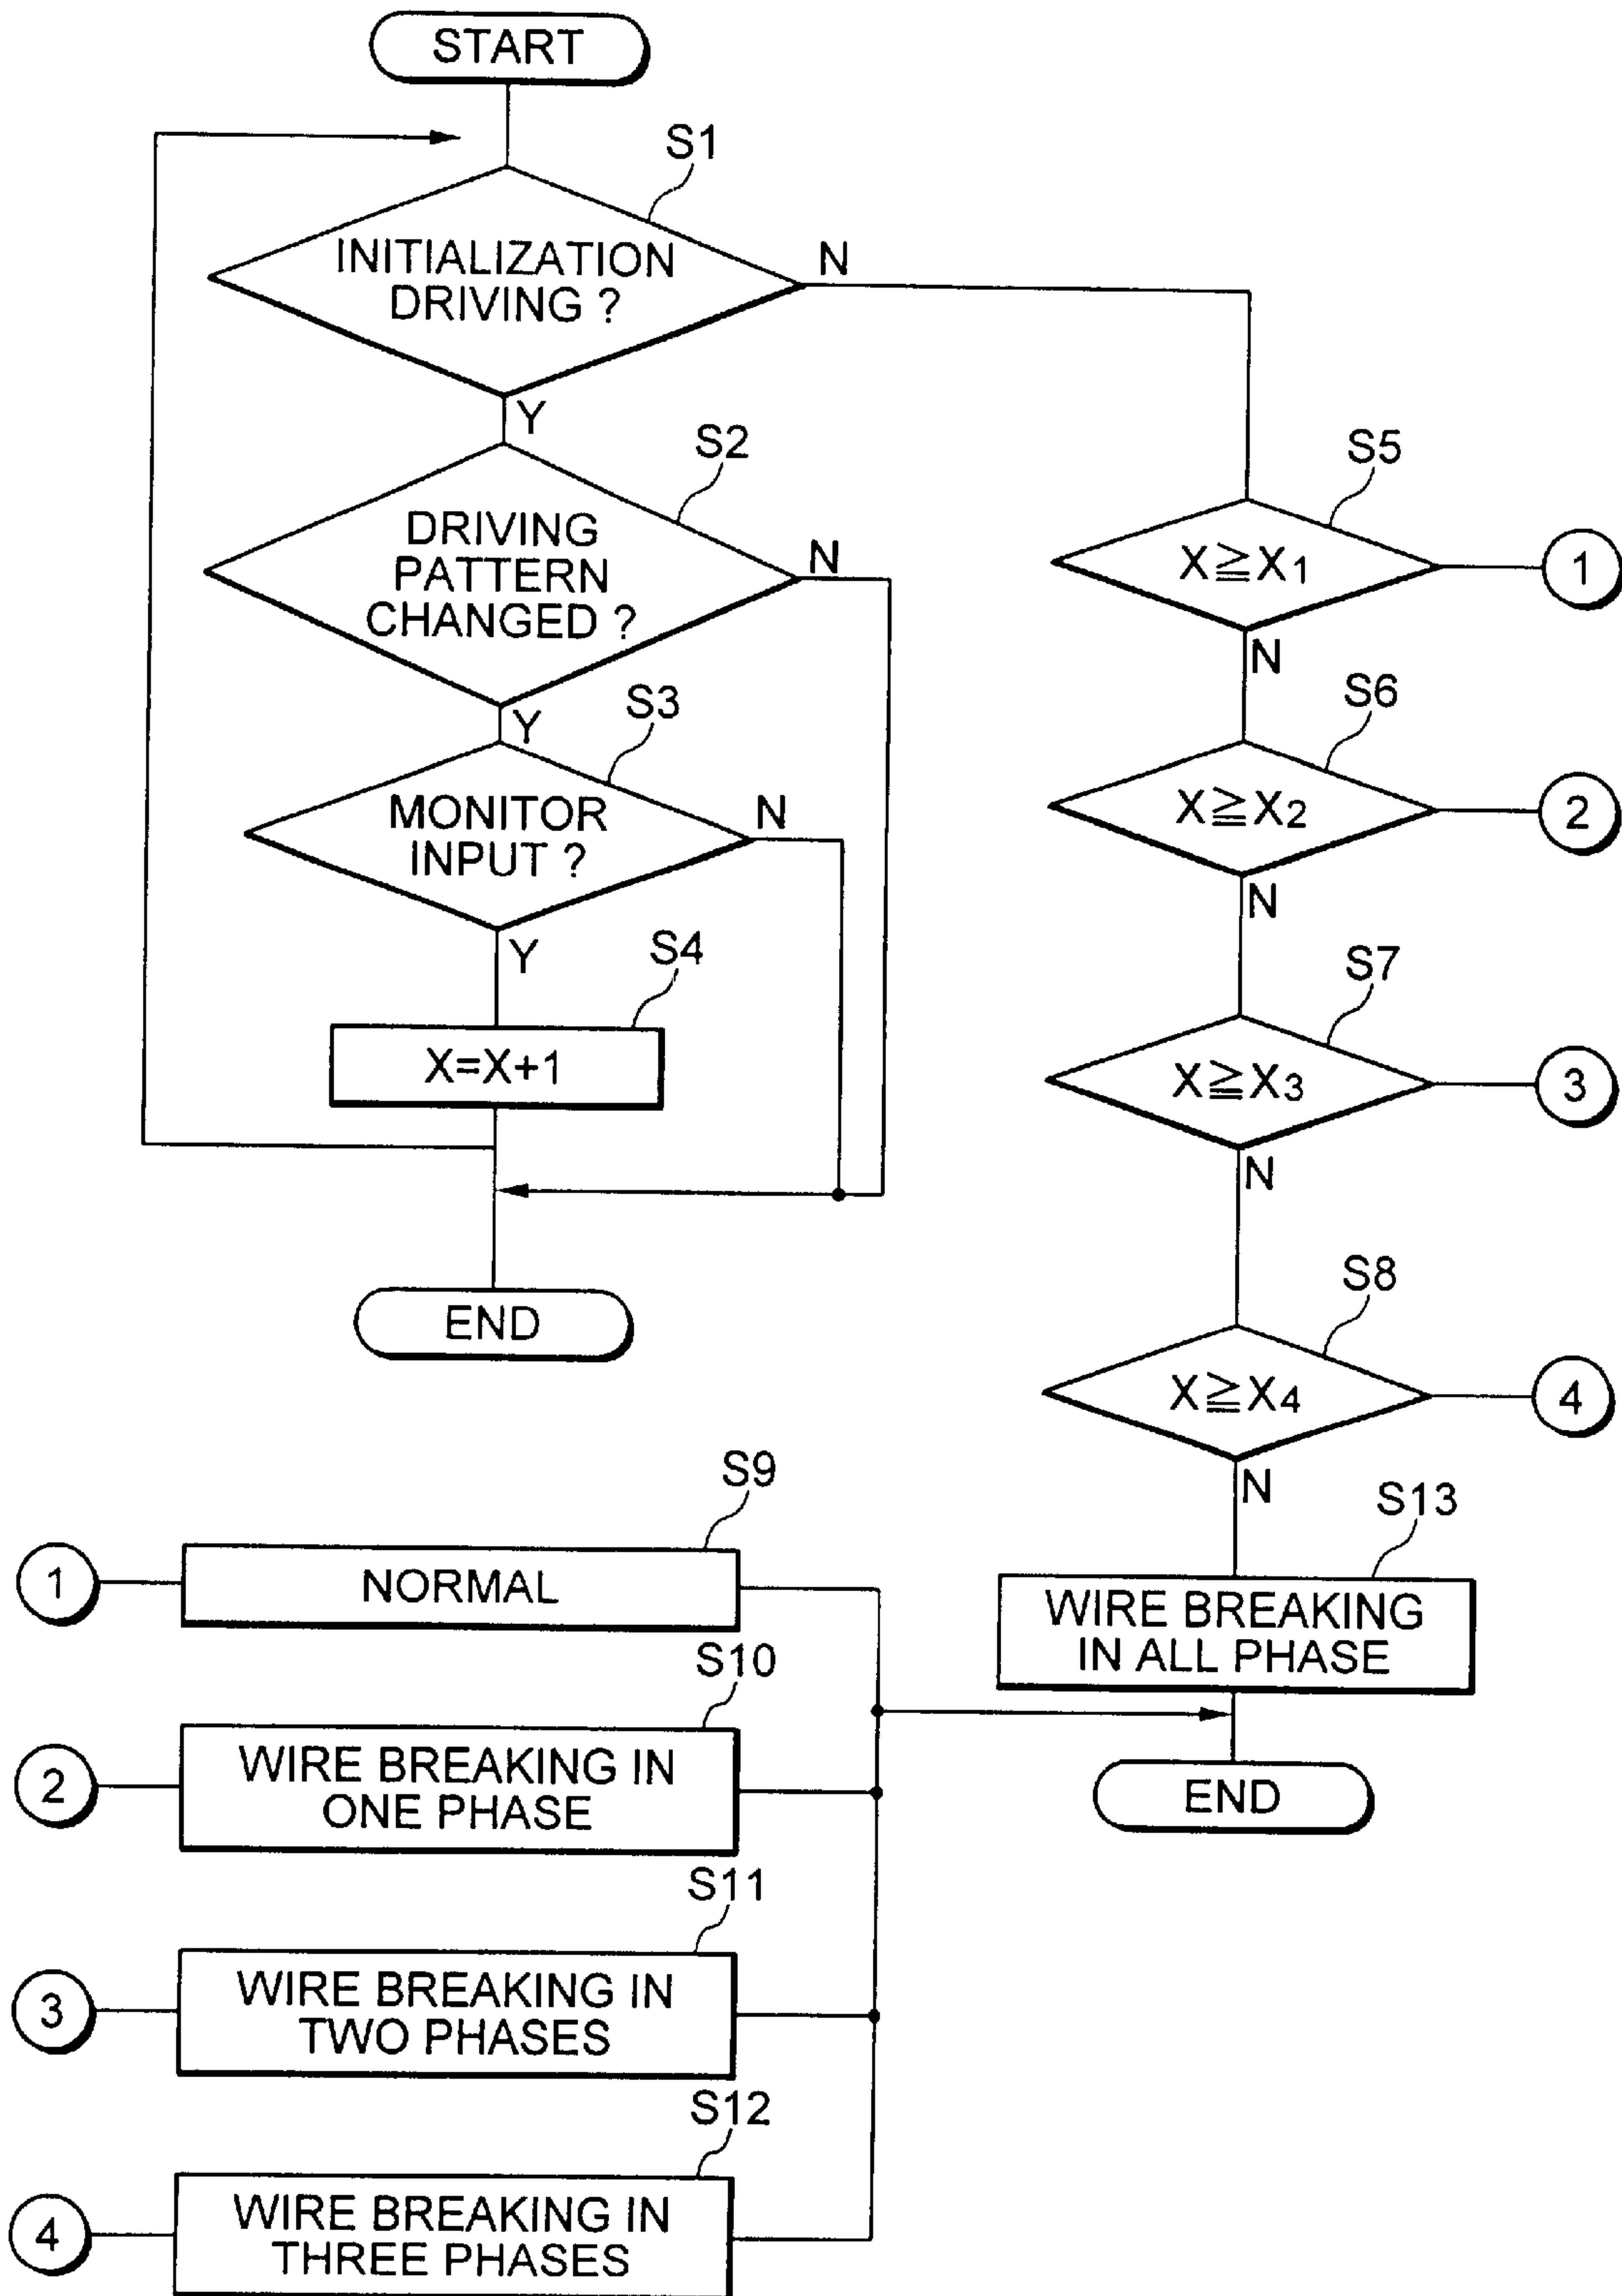 START
S1
INITIALIZATION
DRIVING ?
N
Y
S2
DRIVING
PATTERN
CHANGED ?
N
Y
S3
MONITOR
INPUT ?
N
Y
S4
X=X+1
END
S5
X≧X1
1
N
S6
X≧X2
2
N
S7
X≧X3
3
N
S8
X≧X4
4
N
S13
WIRE BREAKING
IN ALL PHASE
END
S9
1
NORMAL
S10
2
WIRE BREAKING IN
ONE PHASE
S11
3
WIRE BREAKING IN
TWO PHASES
S12
4
WIRE BREAKING IN
THREE PHASES